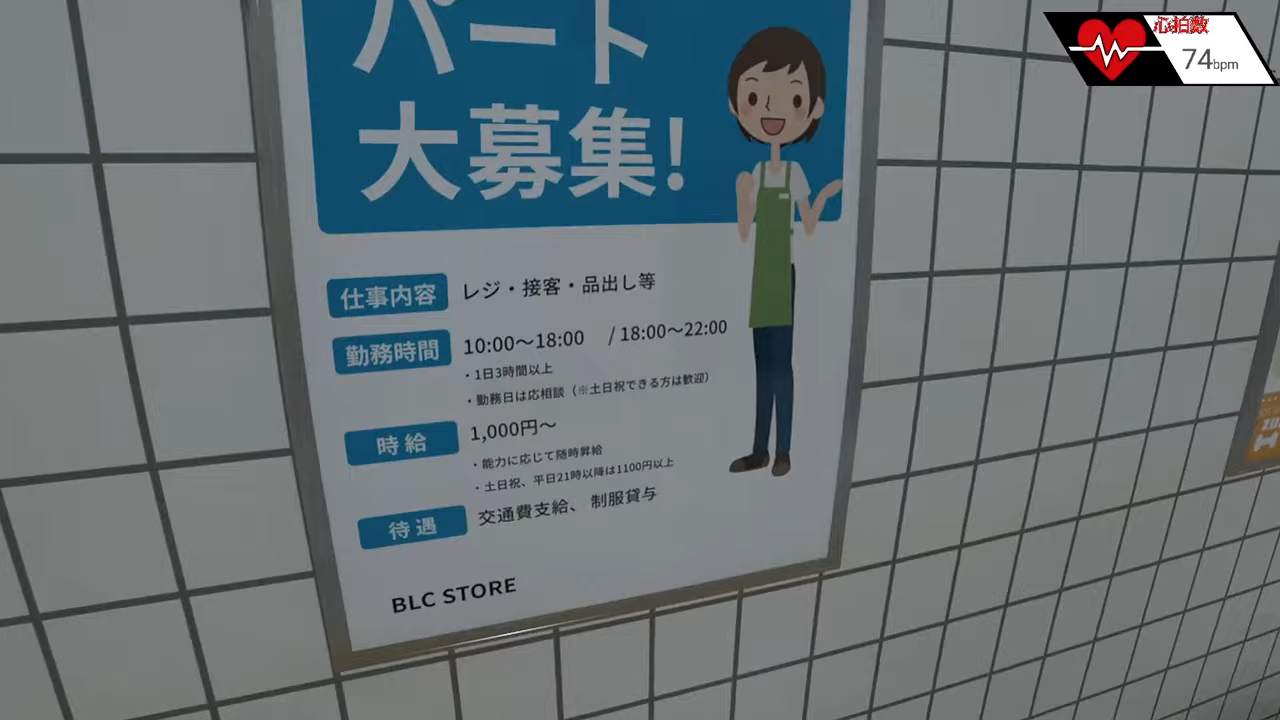 パート
大募集!
仕事内容 レジ・接客・品出し等
勤務時間 10:00〜18:00 / 18:00〜22:00
・1日3時間以上
・勤務日は応相談（※土日祝できる方は歓迎）
時給 1,000円〜
・能力に応じて随時昇給
・土日祝、平日21時以降は1100円以上
待遇 交通費支給、制服貸与
BLC STORE
心拍数
74bpm